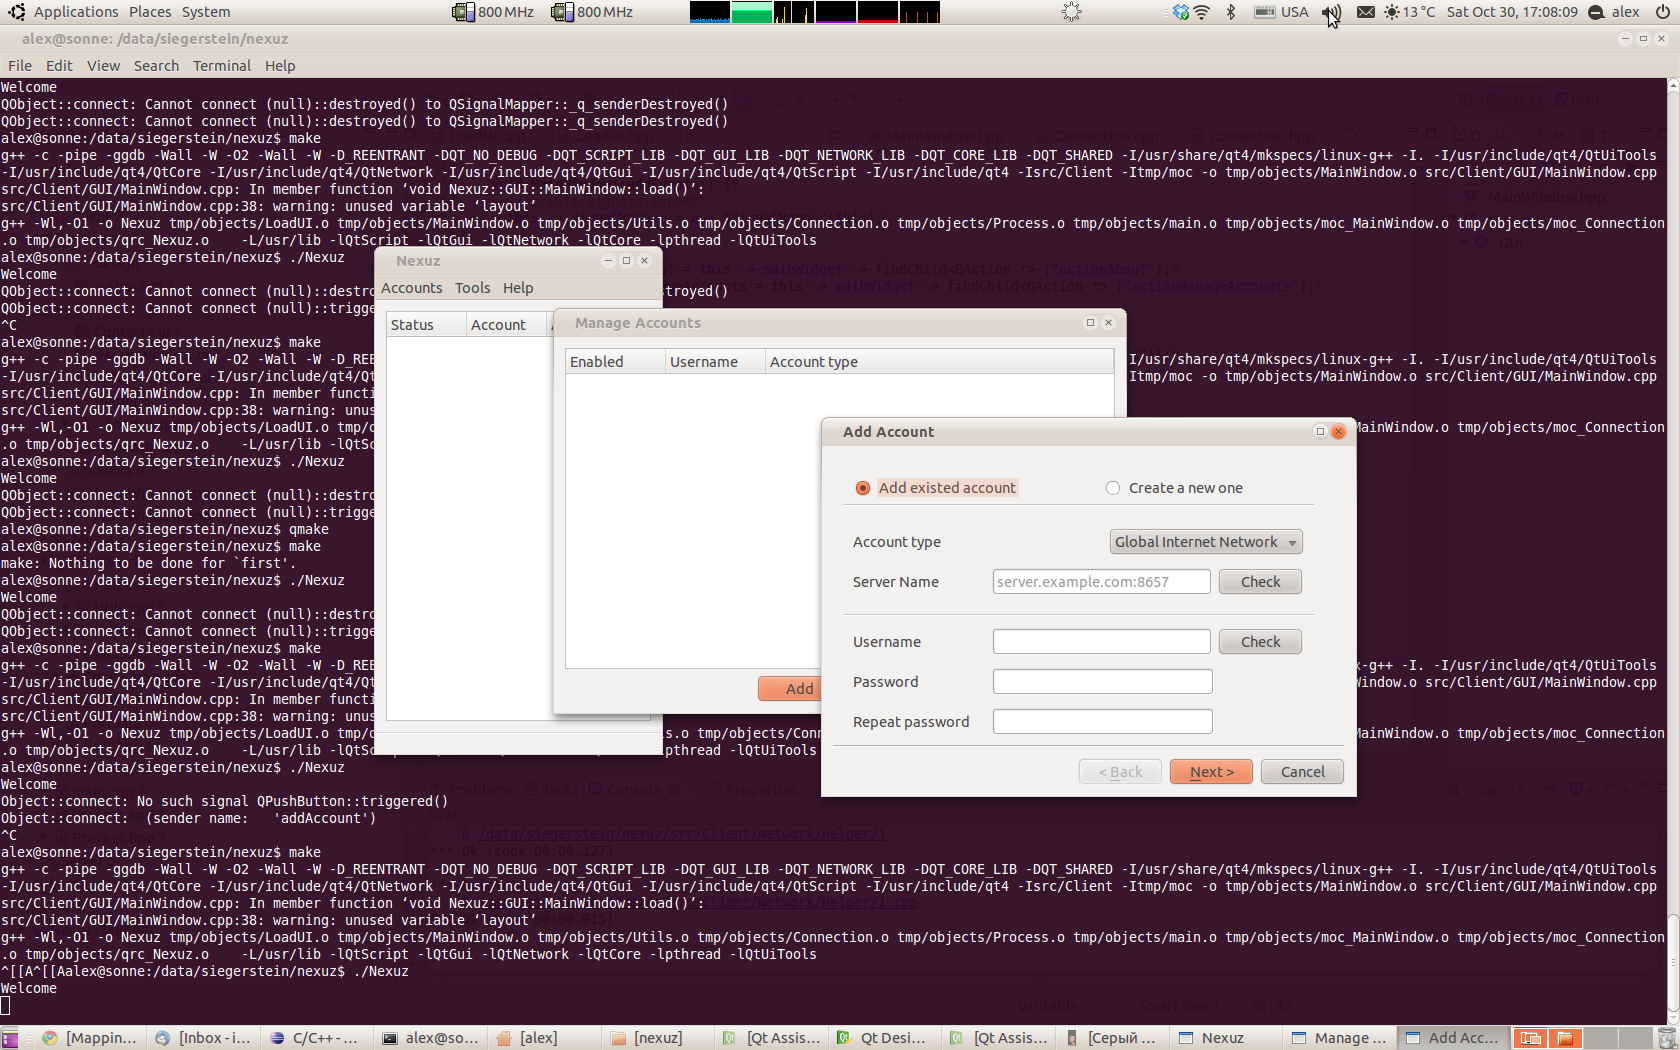 Applications Places System 800 MHz 800 MHz USA 13 °C Sat Oct 30, 17:08:09 alex
alex@sonne: /data/siegerstein/nexuz
File Edit View Search Terminal Help
Welcome
QObject::connect: Cannot connect (null)::destroyed() to QSignalMapper::_q_senderDestroyed()
QObject::connect: Cannot connect (null)::destroyed() to QSignalMapper::_q_senderDestroyed()
alex@sonne:/data/siegerstein/nexuz$ make
g++ -c -pipe -ggdb -Wall -W -O2 -Wall -W -D_REENTRANT -DQT_NO_DEBUG -DQT_SCRIPT_LIB -DQT_GUI_LIB -DQT_NETWORK_LIB -DQT_CORE_LIB -DQT_SHARED -I/usr/share/qt4/mkspecs/linux-g++ -I. -I/usr/include/qt4/QtUiTools
-I/usr/include/qt4/QtCore -I/usr/include/qt4/QtNetwork -I/usr/include/qt4/QtGui -I/usr/include/qt4/QtScript -I/usr/include/qt4 -Isrc/Client -Itmp/moc -o tmp/objects/MainWindow.o src/Client/GUI/MainWindow.cpp
src/Client/GUI/MainWindow.cpp: In member function ‘void Nexuz::GUI::MainWindow::load()’:
src/Client/GUI/MainWindow.cpp:38: warning: unused variable ‘layout’
g++ -Wl,-O1 -o Nexuz tmp/objects/LoadUI.o tmp/objects/MainWindow.o tmp/objects/Utils.o tmp/objects/Connection.o tmp/objects/Process.o tmp/objects/main.o tmp/objects/moc_MainWindow.o tmp/objects/moc_Connection
.o tmp/objects/qrc_Nexuz.o -L/usr/lib -lQtScript -lQtGui -lQtNetwork -lQtCore -lpthread -lQtUiTools
alex@sonne:/data/siegerstein/nexuz$ ./Nexuz
Welcome
QObject::connect: Cannot connect (null)::destro
troyed()
QObject::connect: Cannot connect (null)::trigge
^C
alex@sonne:/data/siegerstein/nexuz$ make
g++ -c -pipe -ggdb -Wall -W -O2 -Wall -W -D_REE
I/usr/share/qt4/mkspecs/linux-g++ -I. -I/usr/include/qt4/QtUiTools
-I/usr/include/qt4/QtCore -I/usr/include/qt4/Qt
Itmp/moc -o tmp/objects/MainWindow.o src/Client/GUI/MainWindow.cpp
src/Client/GUI/MainWindow.cpp: In member functi
src/Client/GUI/MainWindow.cpp:38: warning: unus
g++ -Wl,-O1 -o Nexuz tmp/objects/LoadUI.o tmp/o
MainWindow.o tmp/objects/moc_Connection
.o tmp/objects/qrc_Nexuz.o -L/usr/lib -lQtSc
alex@sonne:/data/siegerstein/nexuz$ ./Nexuz
Welcome
QObject::connect: Cannot connect (null)::destro
QObject::connect: Cannot connect (null)::trigge
alex@sonne:/data/siegerstein/nexuz$ qmake
alex@sonne:/data/siegerstein/nexuz$ make
make: Nothing to be done for `first'.
alex@sonne:/data/siegerstein/nexuz$ ./Nexuz
Welcome
QObject::connect: Cannot connect (null)::destro
QObject::connect: Cannot connect (null)::trigge
alex@sonne:/data/siegerstein/nexuz$ make
g++ -c -pipe -ggdb -Wall -W -O2 -Wall -W -D_REE
x-g++ -I. -I/usr/include/qt4/QtUiTools
-I/usr/include/qt4/QtCore -I/usr/include/qt4/Qt
Window.o src/Client/GUI/MainWindow.cpp
src/Client/GUI/MainWindow.cpp: In member functi
src/Client/GUI/MainWindow.cpp:38: warning: unus
g++ -Wl,-O1 -o Nexuz tmp/objects/LoadUI.o tmp/o
s.o tmp/objects/Conn
MainWindow.o tmp/objects/moc_Connection
.o tmp/objects/qrc_Nexuz.o -L/usr/lib -lQtSc
pthread -lQtUiTools
alex@sonne:/data/siegerstein/nexuz$ ./Nexuz
Welcome
Object::connect: No such signal QPushButton::triggered()
Object::connect: (sender name: 'addAccount')
^C
alex@sonne:/data/siegerstein/nexuz$ make
g++ -c -pipe -ggdb -Wall -W -O2 -Wall -W -D_REENTRANT -DQT_NO_DEBUG -DQT_SCRIPT_LIB -DQT_GUI_LIB -DQT_NETWORK_LIB -DQT_CORE_LIB -DQT_SHARED -I/usr/share/qt4/mkspecs/linux-g++ -I. -I/usr/include/qt4/QtUiTools
-I/usr/include/qt4/QtCore -I/usr/include/qt4/QtNetwork -I/usr/include/qt4/QtGui -I/usr/include/qt4/QtScript -I/usr/include/qt4 -Isrc/Client -Itmp/moc -o tmp/objects/MainWindow.o src/Client/GUI/MainWindow.cpp
src/Client/GUI/MainWindow.cpp: In member function ‘void Nexuz::GUI::MainWindow::load()’:
src/Client/GUI/MainWindow.cpp:38: warning: unused variable ‘layout’
g++ -Wl,-O1 -o Nexuz tmp/objects/LoadUI.o tmp/objects/MainWindow.o tmp/objects/Utils.o tmp/objects/Connection.o tmp/objects/Process.o tmp/objects/main.o tmp/objects/moc_MainWindow.o tmp/objects/moc_Connection
.o tmp/objects/qrc_Nexuz.o -L/usr/lib -lQtScript -lQtGui -lQtNetwork -lQtCore -lpthread -lQtUiTools
^[[A^[[Aalex@sonne:/data/siegerstein/nexuz$ ./Nexuz
Welcome
Nexuz
Accounts Tools Help
Status Account
Manage Accounts
Enabled Username Account type
Add
Add Account
Add existed account Create a new one
Account type Global Internet Network
Server Name server.example.com:8657 Check
Username Check
Password
Repeat password
< Back Next > Cancel
[Mappin... [Inbox - i... C/C++ -... alex@so... [alex] [nexuz] [Qt Assis... Qt Desi... [Qt Assis... [Серый ... Nexuz Manage ... Add Acc...